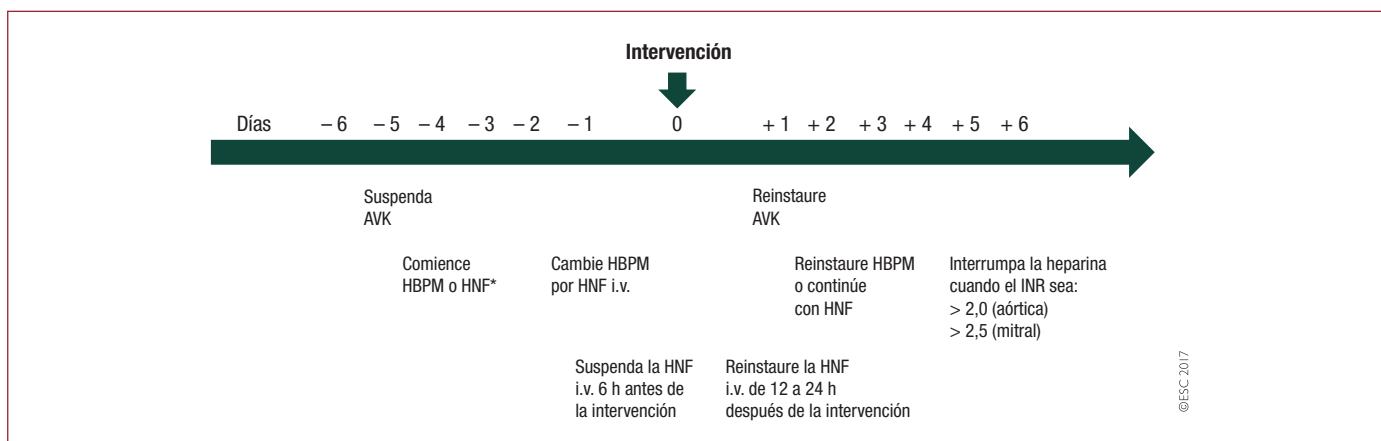 Intervención
Días – 6 – 5 – 4 – 3 – 2 – 1 0 + 1 + 2 + 3 + 4 + 5 + 6
Suspenda
AVK
Reinstaure
AVK
Comience
HBPM o HNF*
Cambie HBPM
por HNF i.v.
Reinstaure HBPM
o continúe
con HNF
Interrumpa la heparina
cuando el INR sea:
> 2,0 (aórtica)
> 2,5 (mitral)
Suspenda la HNF
i.v. 6 h antes de
la intervención
Reinstaure la HNF
i.v. de 12 a 24 h
después de la intervención
©ESC 2017